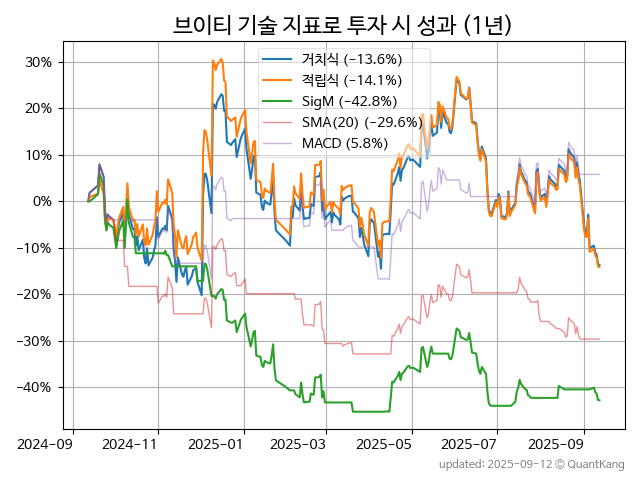 브이티 기술 지표로 투자 시 성과 (1년)
30%
20%
10%
0%
−10%
−20%
−30%
−40%
거치식 (−13.6%)
적립식 (−14.1%)
SigM (−42.8%)
SMA(20) (−29.6%)
MACD (5.8%)
2024-09
2024-11
2025-01
2025-03
2025-05
2025-07
2025-09
updated: 2025-09-12 © QuantKang